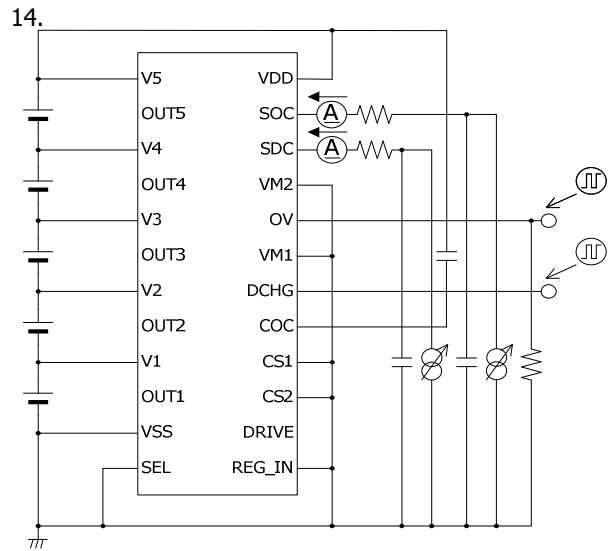 14.
V5 VDD
OUT5 SOC A
V4 SDC A
OUT4 VM2
V3 OV
OUT3 VM1
V2 DCHG
OUT2 COC
V1 CS1
OUT1 CS2
VSS DRIVE
SEL REG_IN